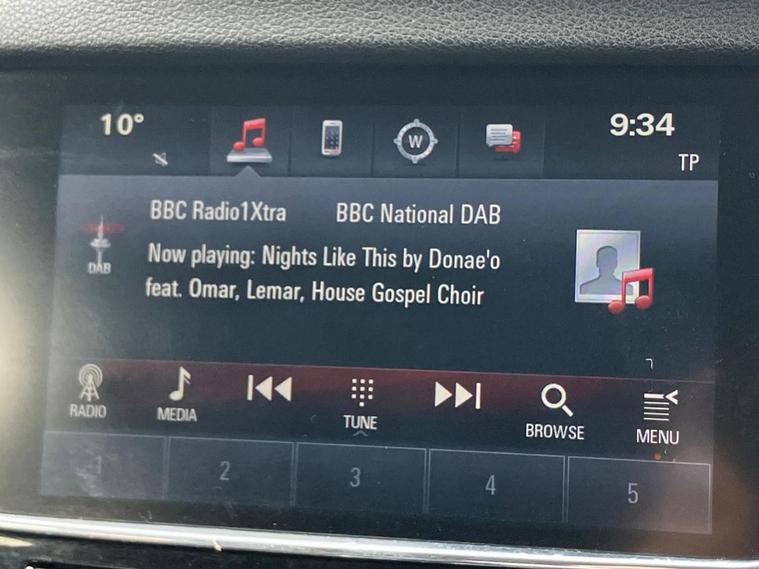 10° 9:34
W
TP
BBC Radio1Xtra BBC National DAB
Now playing: Nights Like This by Donae'o
feat. Omar, Lemar, House Gospel Choir
DAB
RADIO MEDIA TUNE BROWSE MENU
1 2 3 4 5